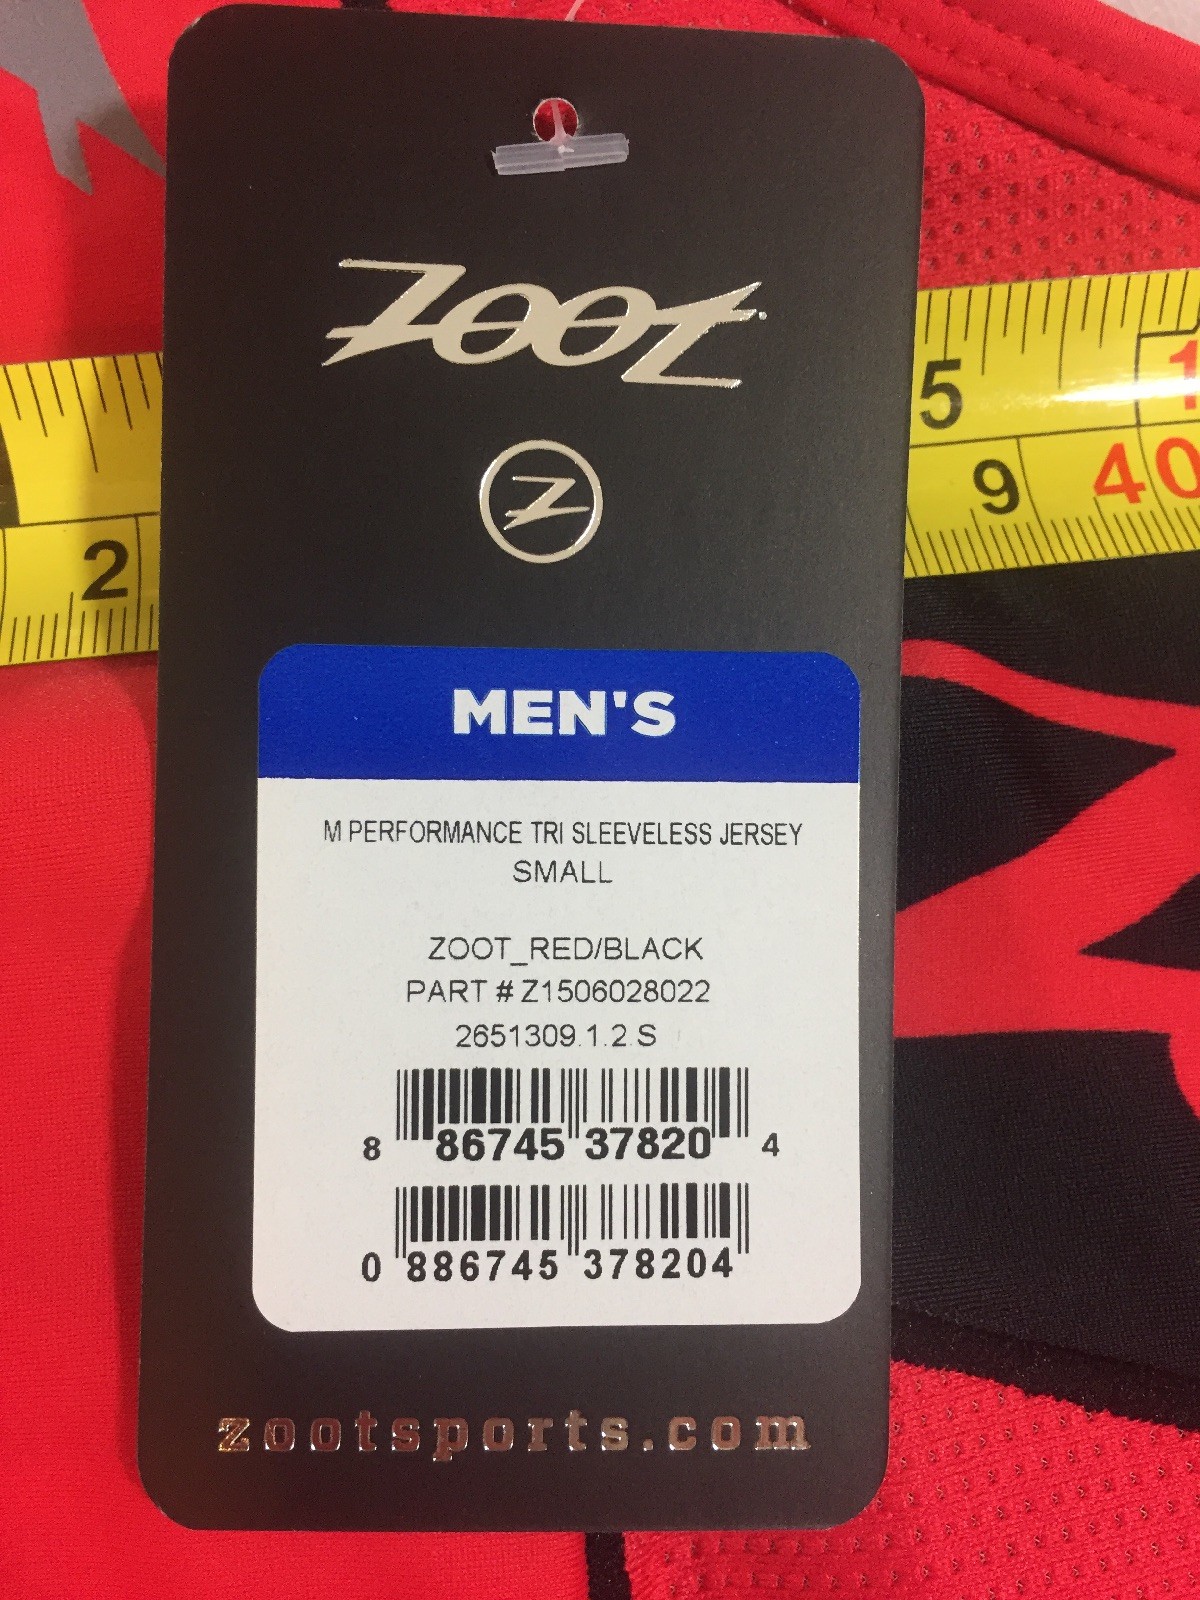 ZOOT
Z
5
1
2
9
40
MEN'S
M PERFORMANCE TRI SLEEVELESS JERSEY
SMALL
ZOOT_RED/BLACK
PART # Z1506028022
2651309.1.2.S
8 86745 37820 4
0 886745 378204
zootsports.com